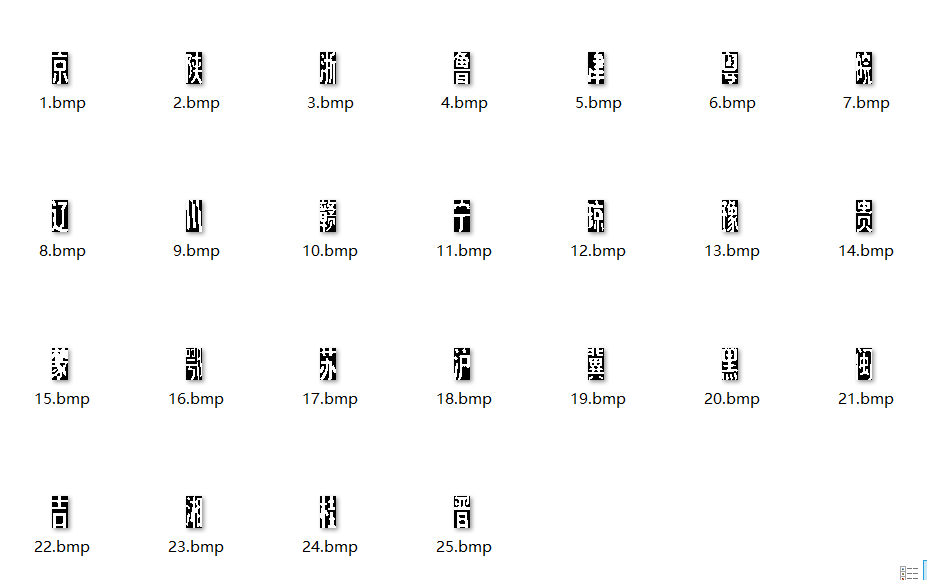 京 陕 浙 鲁 津 粤 皖
1.bmp 2.bmp 3.bmp 4.bmp 5.bmp 6.bmp 7.bmp
辽 川 赣 宁 琼 豫 贵
8.bmp 9.bmp 10.bmp 11.bmp 12.bmp 13.bmp 14.bmp
蒙 鄂 苏 沪 冀 黑 闽
15.bmp 16.bmp 17.bmp 18.bmp 19.bmp 20.bmp 21.bmp
吉 湘 桂 晋
22.bmp 23.bmp 24.bmp 25.bmp